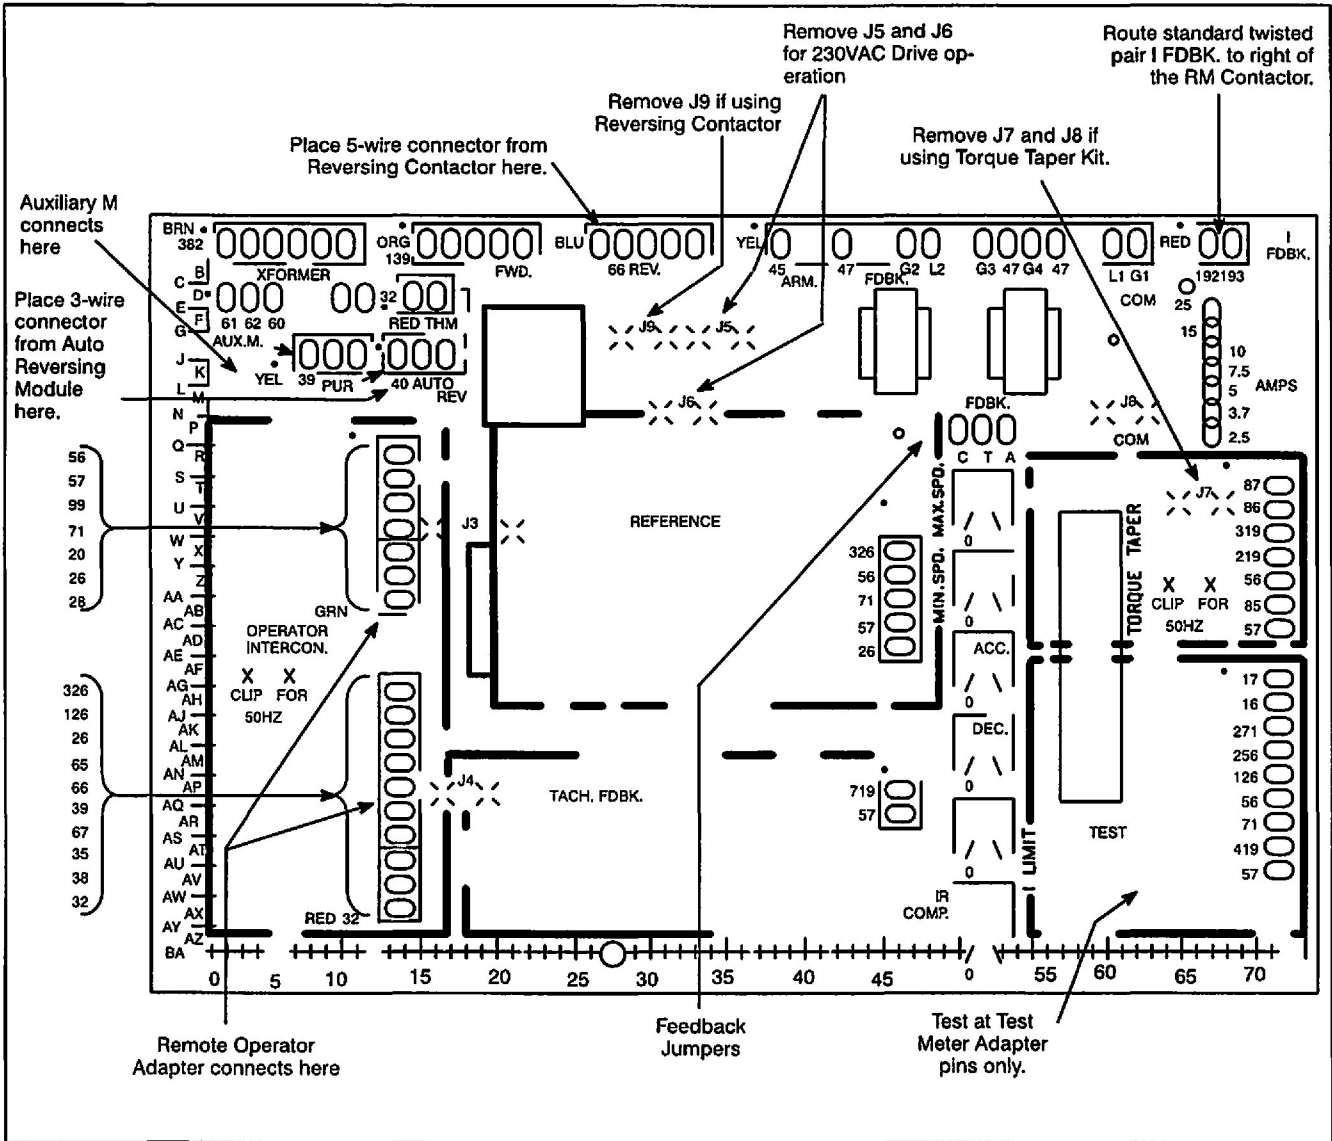 Remove J5 and J6
for 230VAC Drive op-
eration
Route standard twisted
pair I FDBK. to right of
the RM Contactor.
Remove J9 if using
Reversing Contactor
Remove J7 and J8 if
using Torque Taper Kit.
Place 5-wire connector from
Reversing Contactor here.
Auxiliary M
connects
here
Place 3-wire
connector
from Auto
Reversing
Module
here.
BRN
382
XFORMER
ORG
139
FWD.
BLU
66 REV.
YEL
45
ARM.
47
FDBK.
G2 L2
G3 47 G4 47
L1 G1
COM
RED
192 193
I
FDBK.
61 62 60
AUX.M.
32
RED THM
YEL
39
PUR
40 AUTO
REV
J9
J5
J6
J8
COM
25
15
10
7.5
5
3.7
2.5
AMPS
FDBK.
C T A
B
C
D
E
F
G
J
K
L
M
N
P
Q
R
S
T
U
V
W
X
Y
Z
AA
AB
AC
AD
AE
AF
AG
AH
AJ
AK
AL
AM
AN
AP
AQ
AR
AS
AT
AU
AV
AW
AX
AY
AZ
BA
56
57
99
71
20
26
28
GRN
OPERATOR
INTERCON.
X X
CLIP FOR
50HZ
326
126
26
65
66
39
67
35
38
32
RED 32
J3
REFERENCE
J4
TACH. FDBK.
326
56
71
57
26
719
57
MAX.SPD.
0
MIN.SPD.
0
ACC.
0
DEC.
0
I LIMIT
0
IR
COMP.
TORQUE TAPER
J7
X X
CLIP FOR
50HZ
87
86
319
219
56
85
57
TEST
17
16
271
256
126
56
71
419
57
0 5 10 15 20 25 30 35 40 45 0 55 60 65 70
Remote Operator
Adapter connects here
Feedback
Jumpers
Test at Test
Meter Adapter
pins only.